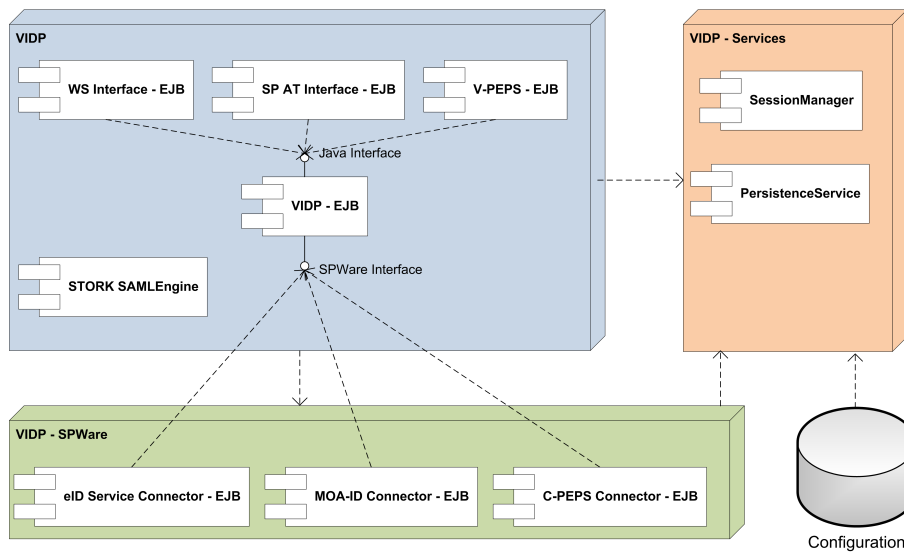 VIDP
WS Interface - EJB
SP AT Interface - EJB
V-PEPS - EJB
Java Interface
VIDP - EJB
SPWare Interface
STORK SAMLEngine
VIDP - Services
SessionManager
PersistenceService
VIDP - SPWare
eID Service Connector - EJB
MOA-ID Connector - EJB
C-PEPS Connector - EJB
Configuration